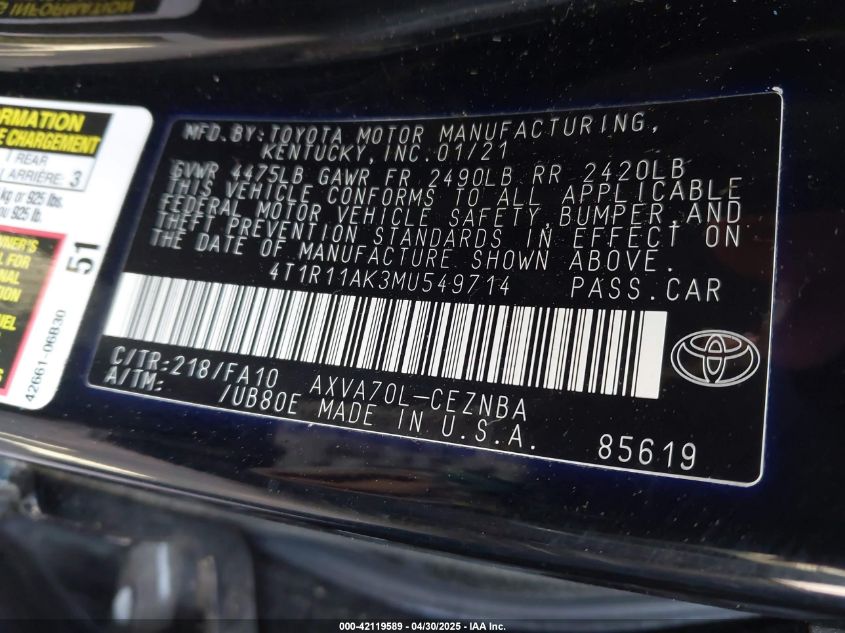 ORMATION
CHARGEMENT
REAR
ARRIÈRE: 3
kg or 925 lbs.
ou 925 lb.
51
42661-06B30
MFD. BY: TOYOTA MOTOR MANUFACTURING,
KENTUCKY, INC. 01/21
GVWR 4475LB GAWR FR 2490LB RR 2420LB
THIS VEHICLE CONFORMS TO ALL APPLICABLE
FEDERAL MOTOR VEHICLE SAFETY, BUMPER, AND
THEFT PREVENTION STANDARDS IN EFFECT ON
THE DATE OF MANUFACTURE SHOWN ABOVE.
4T1R11AK3MU549714 PASS. CAR
C/TR: 218/FA10 AXVA70L-CEZNBA
A/TM: /UB80E MADE IN U.S.A.
85619
000-42119589 - 04/30/2025 - IAA Inc.